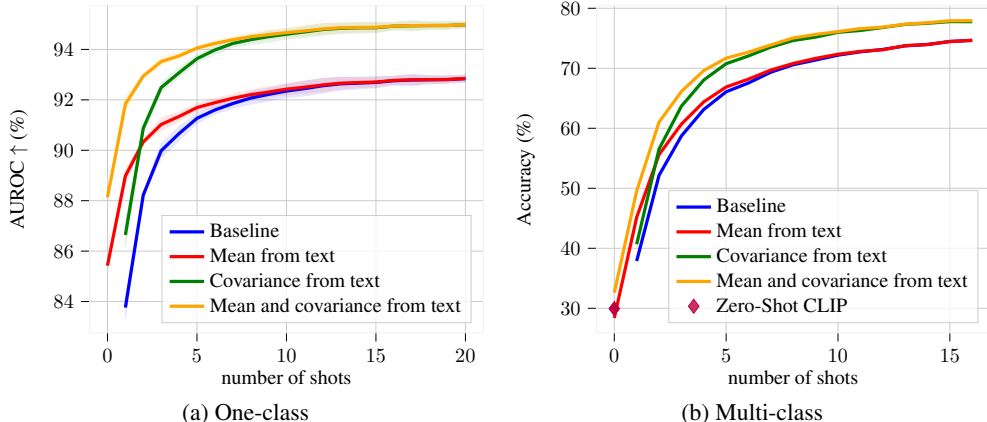 94
92
90
88
86
84
AUROC ↑ (%)
Baseline
Mean from text
Covariance from text
Mean and covariance from text
0 5 10 15 20
number of shots
(a) One-class
80
70
60
50
40
30
Accuracy (%)
Baseline
Mean from text
Covariance from text
Mean and covariance from text
Zero-Shot CLIP
0 5 10 15
number of shots
(b) Multi-class